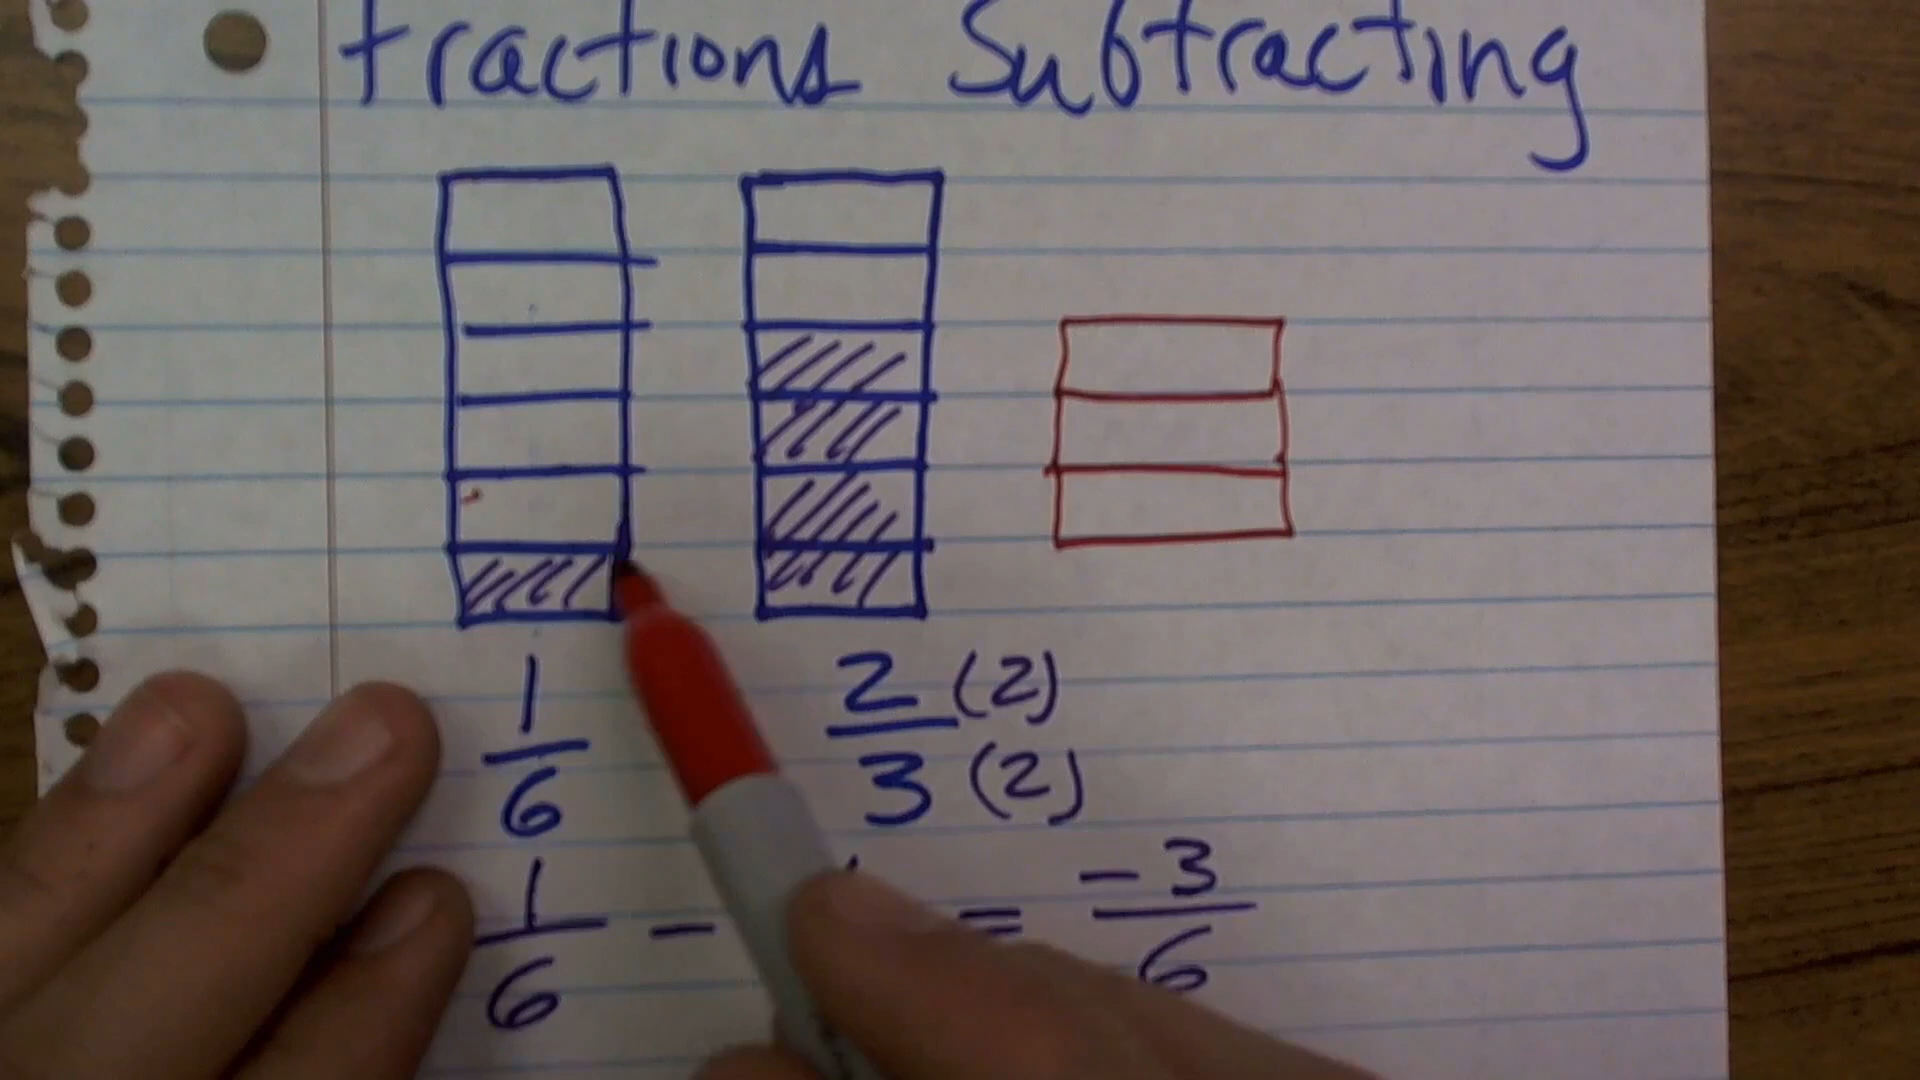 fractions Subtracting
1/6 2(2)/3(2)
1/6 - = -3/6